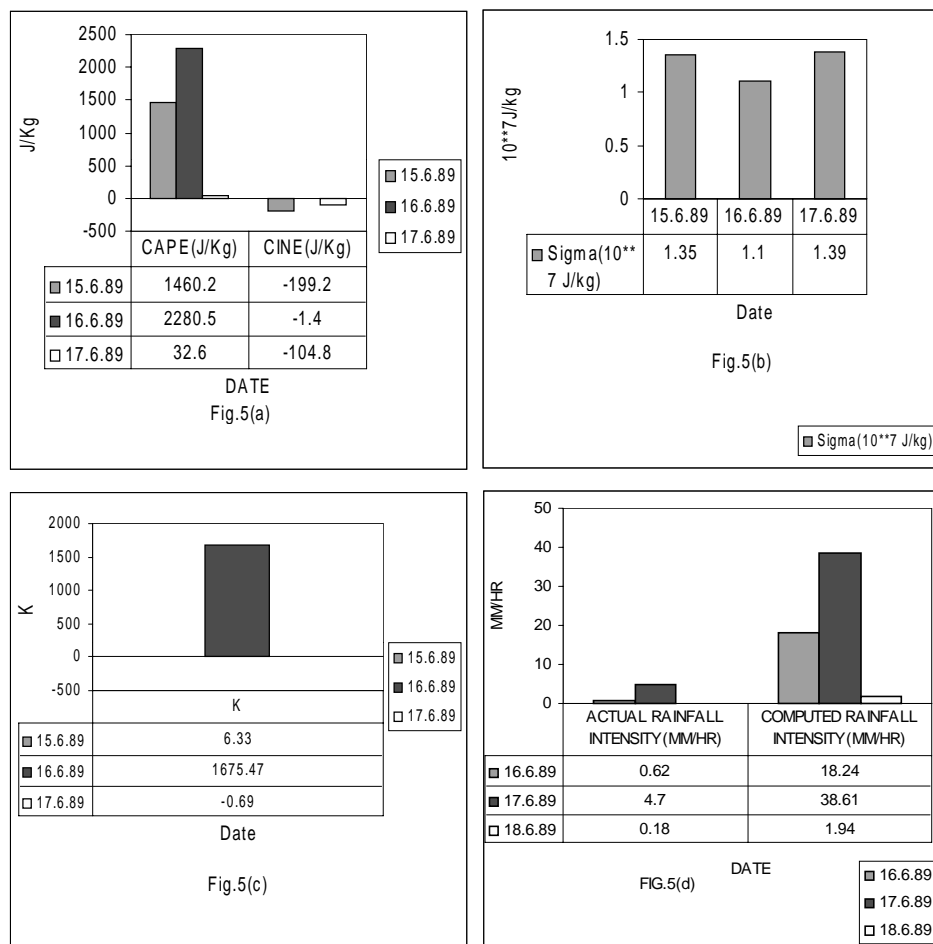 2500
2000
1500
1000
500
0
-500
J/Kg
CAPE(J/Kg) CINE(J/Kg)
15.6.89 1460.2 -199.2
16.6.89 2280.5 -1.4
17.6.89 32.6 -104.8
DATE
Fig.5(a)
15.6.89
16.6.89
17.6.89
1.5
1
0.5
0
10**7J/kg
15.6.89 16.6.89 17.6.89
Sigma(10**
7 J/kg) 1.35 1.1 1.39
Date
Fig.5(b)
Sigma(10**7 J/kg)
2000
1500
1000
500
0
-500
K
K
15.6.89 6.33
16.6.89 1675.47
17.6.89 -0.69
Date
Fig.5(c)
15.6.89
16.6.89
17.6.89
50
40
30
20
10
0
MM/HR
ACTUAL RAINFALL COMPUTED RAINFALL
INTENSITY (MM/HR) INTENSITY (MM/HR)
16.6.89 0.62 18.24
17.6.89 4.7 38.61
18.6.89 0.18 1.94
DATE
FIG.5(d)
16.6.89
17.6.89
18.6.89